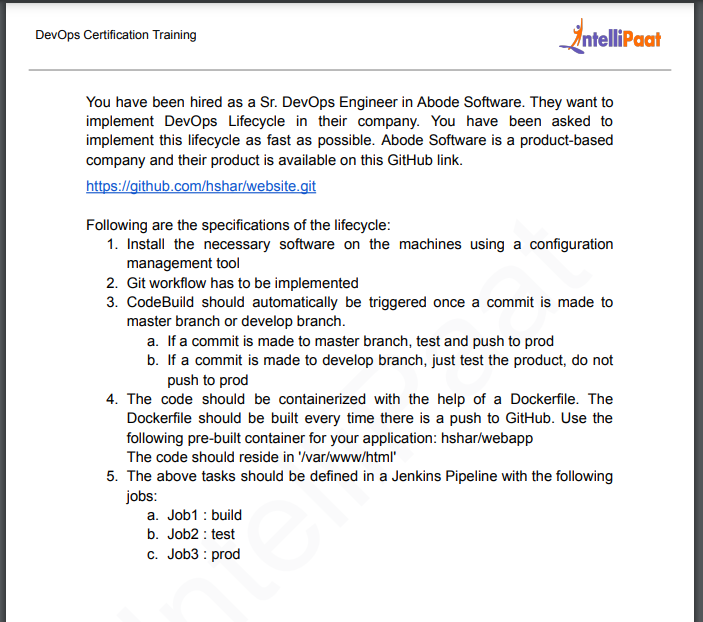 DevOps Certification Training
IntelliPaat
You have been hired as a Sr. DevOps Engineer in Abode Software. They want to
implement DevOps Lifecycle in their company. You have been asked to
implement this lifecycle as fast as possible. Abode Software is a product-based
company and their product is available on this GitHub link.
https://github.com/hshar/website.git
Following are the specifications of the lifecycle:
1. Install the necessary software on the machines using a configuration
management tool
2. Git workflow has to be implemented
3. CodeBuild should automatically be triggered once a commit is made to
master branch or develop branch.
a. If a commit is made to master branch, test and push to prod
b. If a commit is made to develop branch, just test the product, do not
push to prod
4. The code should be containerized with the help of a Dockerfile. The
Dockerfile should be built every time there is a push to GitHub. Use the
following pre-built container for your application: hshar/webapp
The code should reside in '/var/www/html'
5. The above tasks should be defined in a Jenkins Pipeline with the following
jobs:
a. Job1 : build
b. Job2 : test
c. Job3 : prod
IntelliPaat